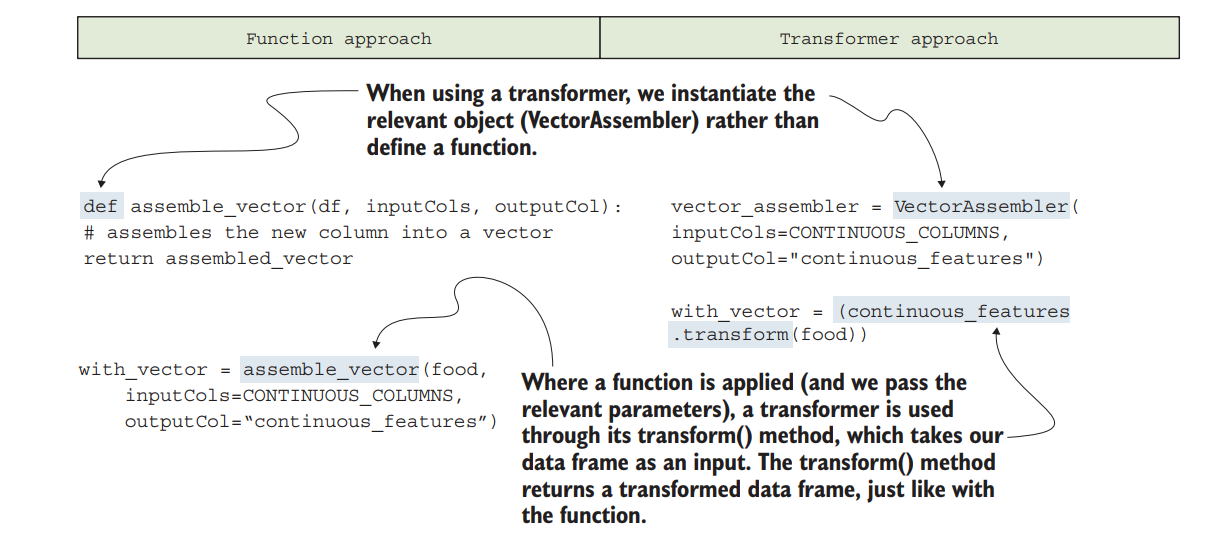 Function approach
Transformer approach
When using a transformer, we instantiate the
relevant object (VectorAssembler) rather than
define a function.
def assemble_vector(df, inputCols, outputCol):
# assembles the new column into a vector
return assembled_vector
vector_assembler = VectorAssembler(
inputCols=CONTINUOUS_COLUMNS,
outputCol="continuous_features")
with_vector = (continuous_features
.transform(food))
with_vector = assemble_vector(food,
inputCols=CONTINUOUS_COLUMNS,
outputCol=“continuous_features”)
Where a function is applied (and we pass the
relevant parameters), a transformer is used
through its transform() method, which takes our
data frame as an input. The transform() method
returns a transformed data frame, just like with
the function.